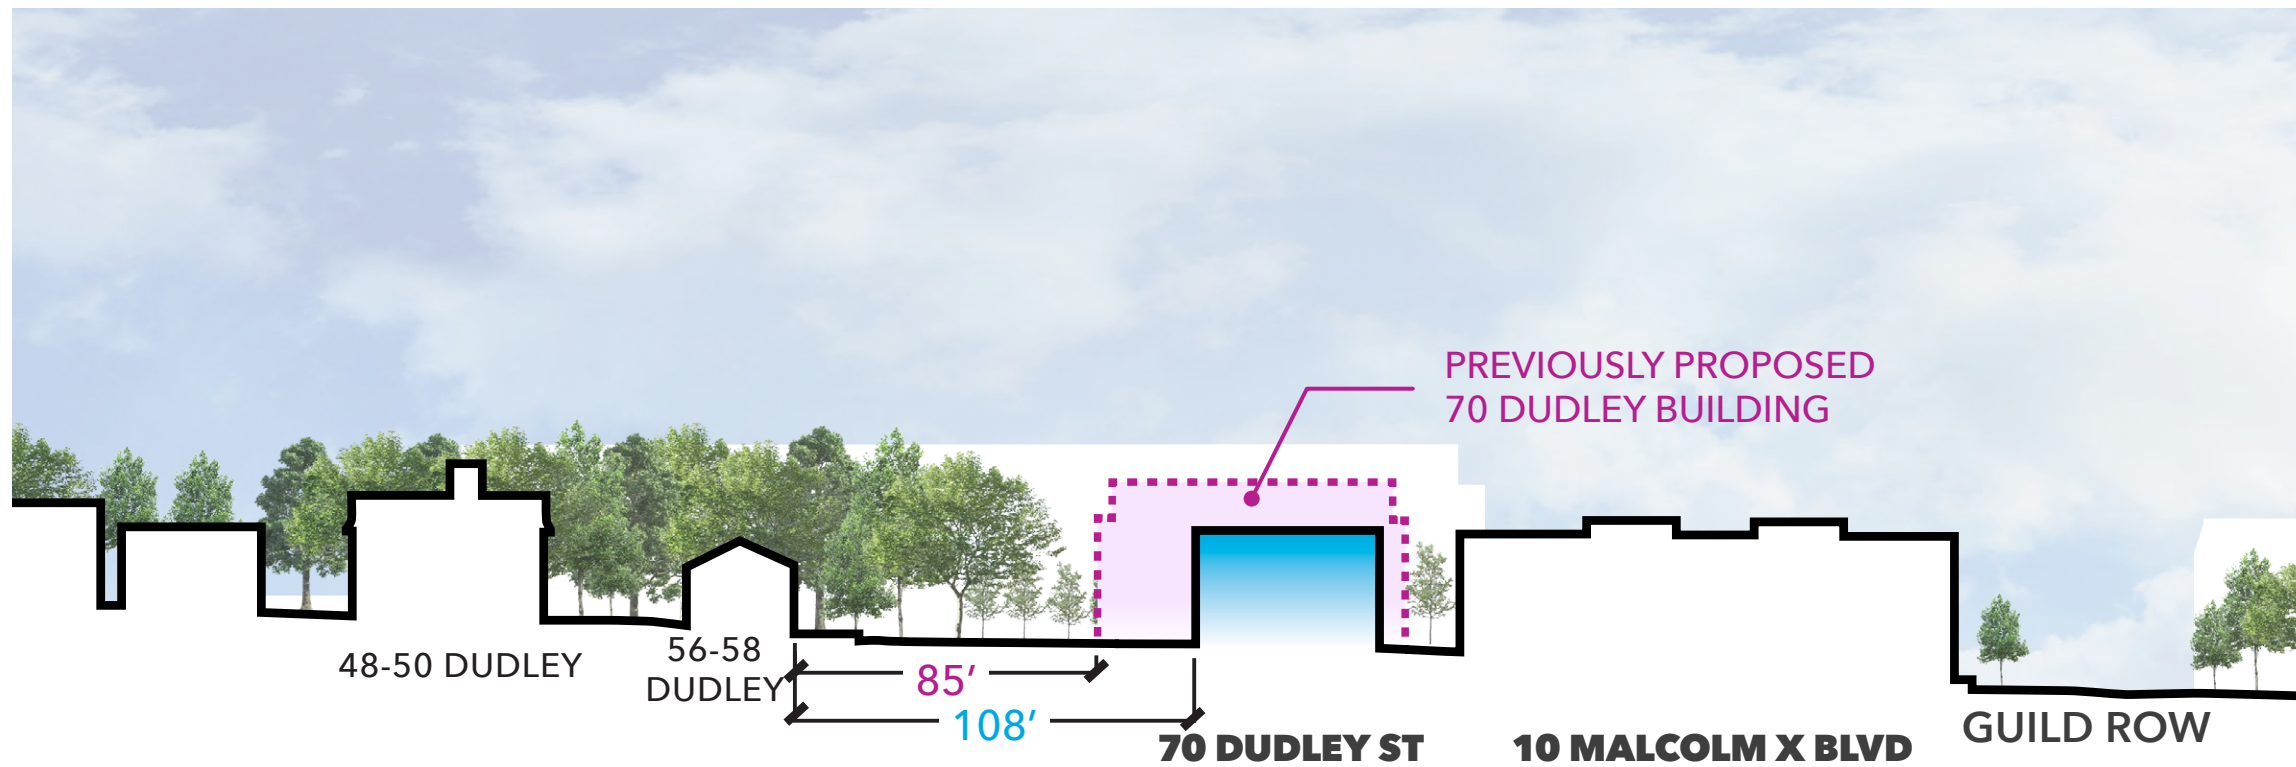 PREVIOUSLY PROPOSED
70 DUDLEY BUILDING
48-50 DUDLEY
56-58
DUDLEY
85’
108’
70 DUDLEY ST
10 MALCOLM X BLVD
GUILD ROW